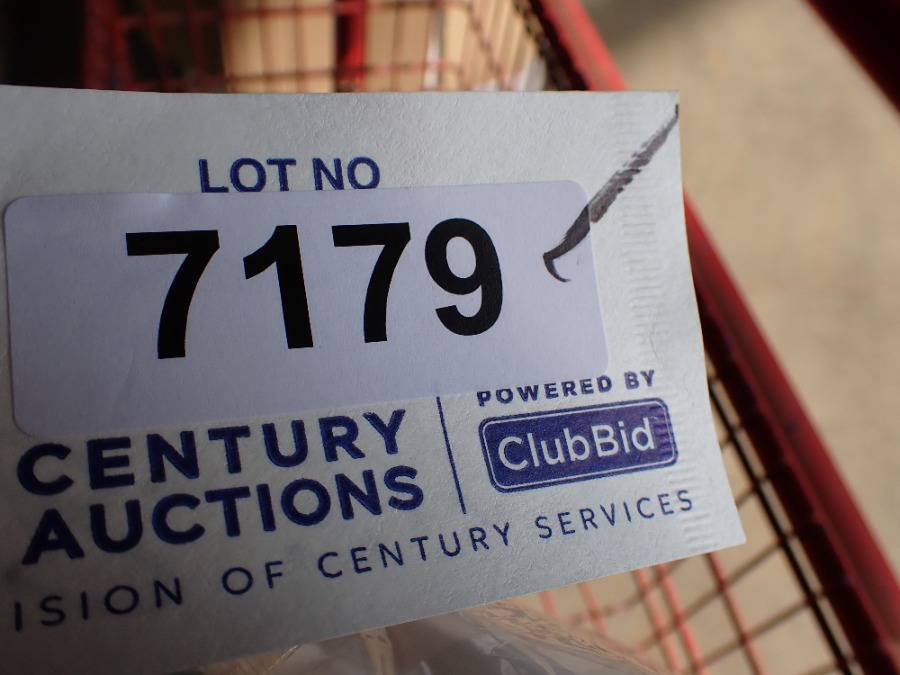 LOT NO
7179
CENTURY
AUCTIONS
POWERED BY
ClubBid
ISION OF CENTURY SERVICES